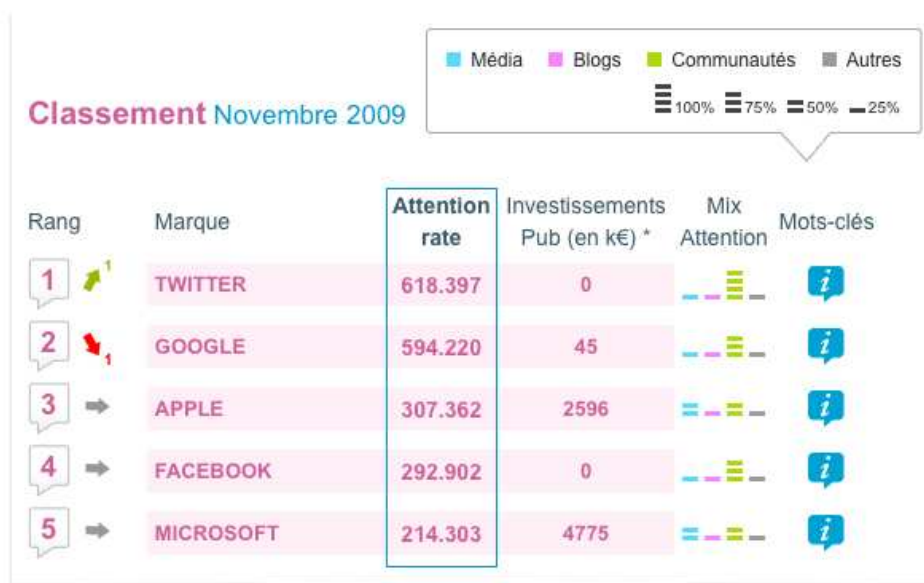 Média Blogs Communautés Autres
100% 75% 50% 25%
Classement Novembre 2009
Rang Marque Attention rate Investissements Pub (en k€) * Mix Attention Mots-clés
1 1 TWITTER 618.397 0 i
2 1 GOOGLE 594.220 45 i
3 APPLE 307.362 2596 i
4 FACEBOOK 292.902 0 i
5 MICROSOFT 214.303 4775 i